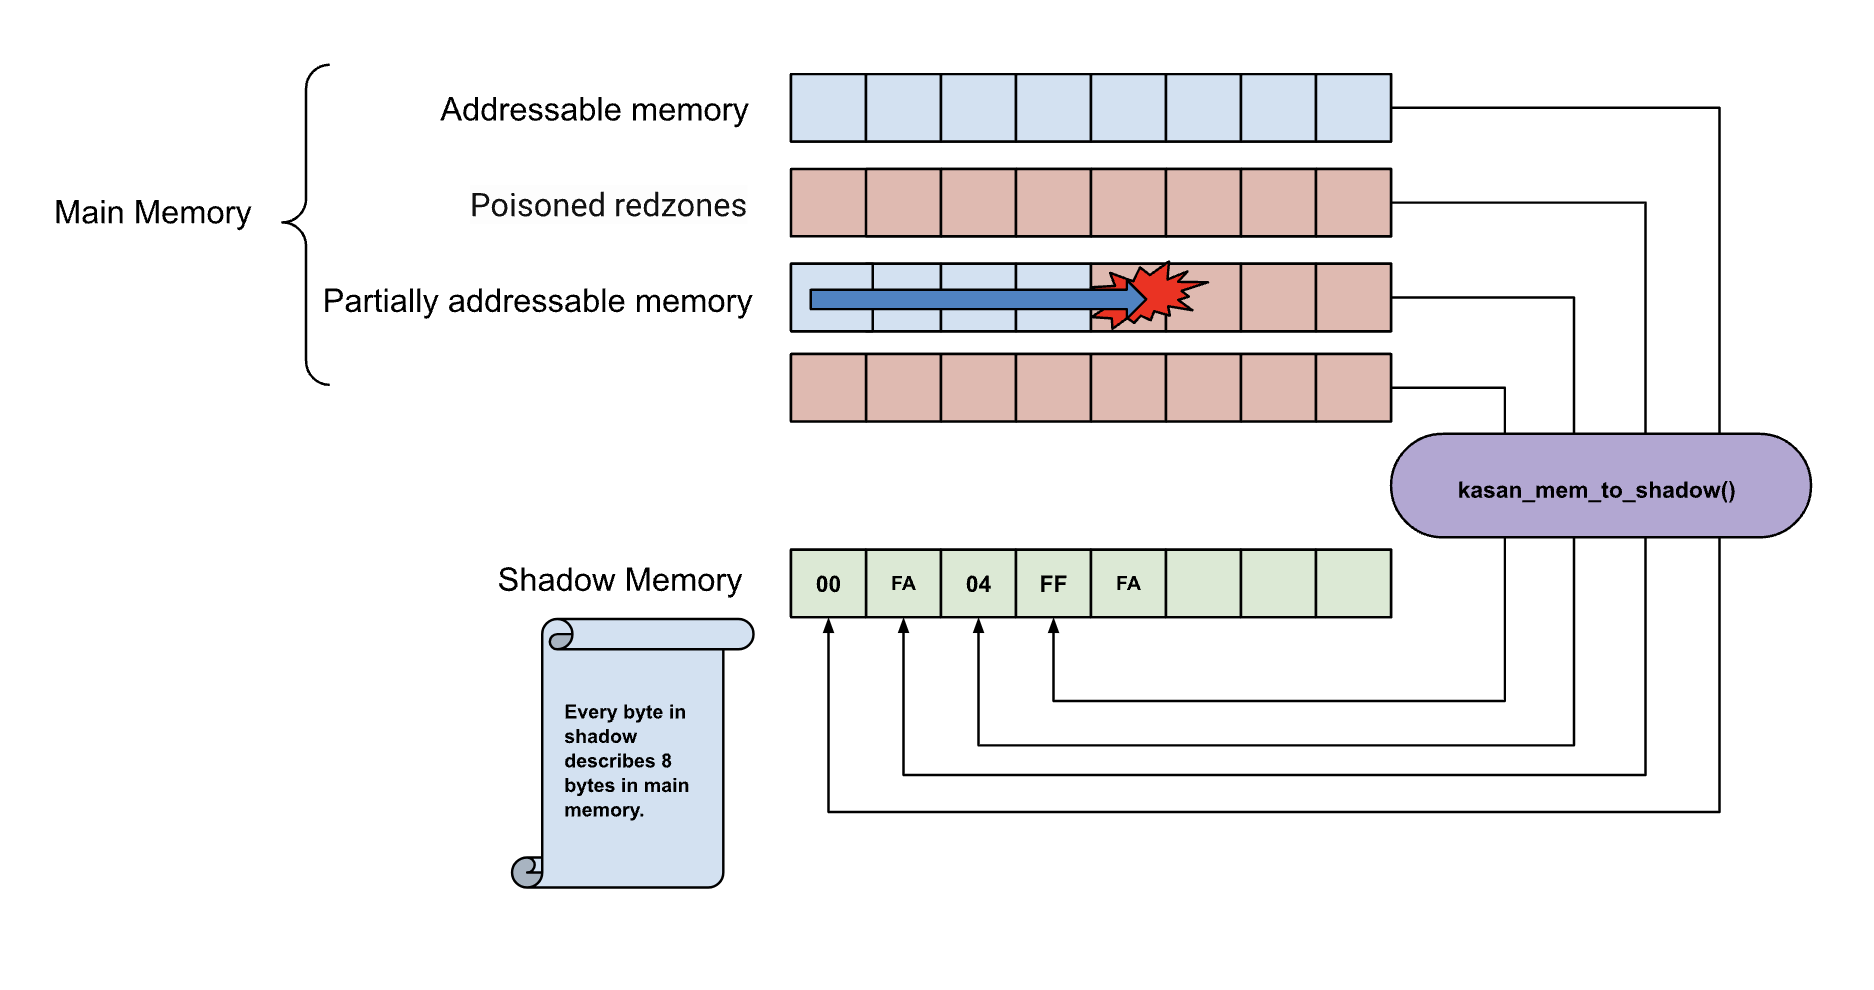 Addressable memory
Main Memory
Poisoned redzones
Partially addressable memory
kasan_mem_to_shadow()
Shadow Memory
00 FA 04 FF FA
Every byte in
shadow
describes 8
bytes in main
memory.